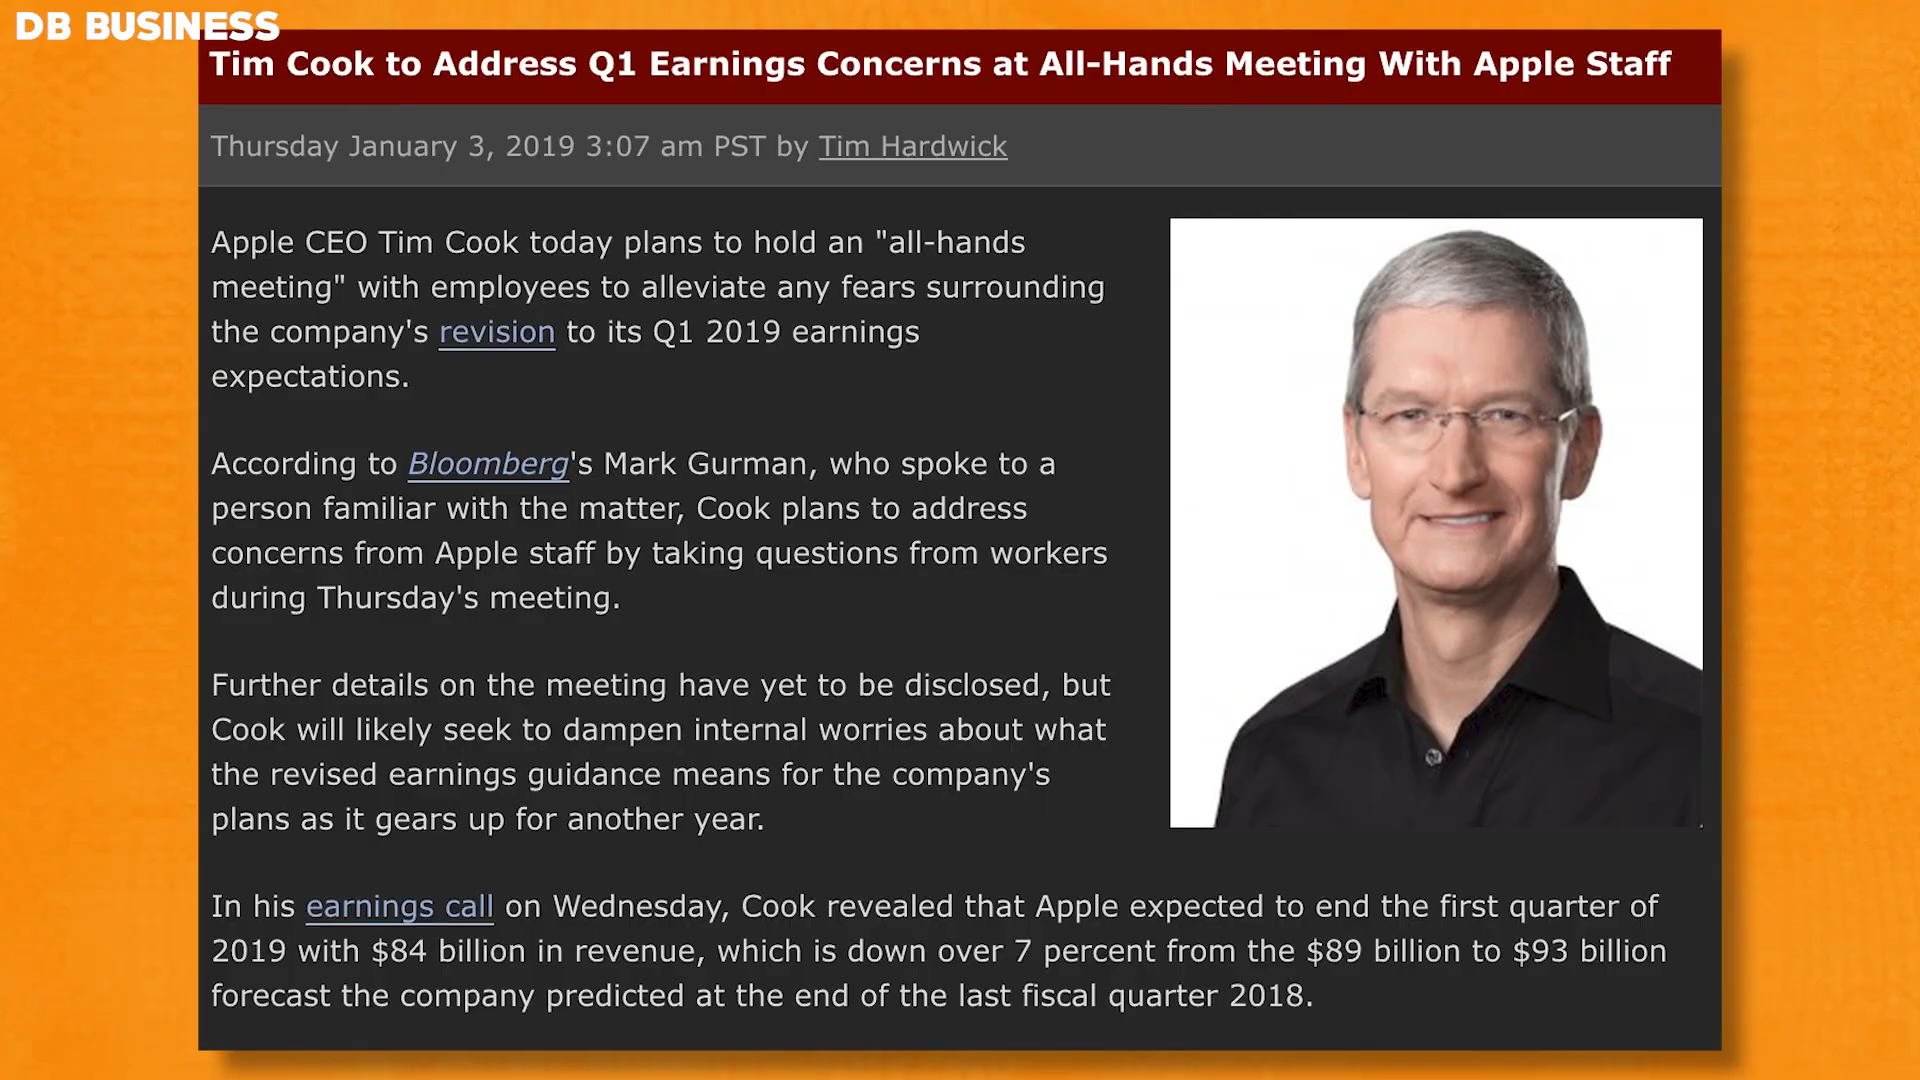 DB BUSINESS
Tim Cook to Address Q1 Earnings Concerns at All-Hands Meeting With Apple Staff
Thursday January 3, 2019 3:07 am PST by Tim Hardwick
Apple CEO Tim Cook today plans to hold an "all-hands
meeting" with employees to alleviate any fears surrounding
the company's revision to its Q1 2019 earnings
expectations.
According to Bloomberg's Mark Gurman, who spoke to a
person familiar with the matter, Cook plans to address
concerns from Apple staff by taking questions from workers
during Thursday's meeting.
Further details on the meeting have yet to be disclosed, but
Cook will likely seek to dampen internal worries about what
the revised earnings guidance means for the company's
plans as it gears up for another year.
In his earnings call on Wednesday, Cook revealed that Apple expected to end the first quarter of
2019 with $84 billion in revenue, which is down over 7 percent from the $89 billion to $93 billion
forecast the company predicted at the end of the last fiscal quarter 2018.